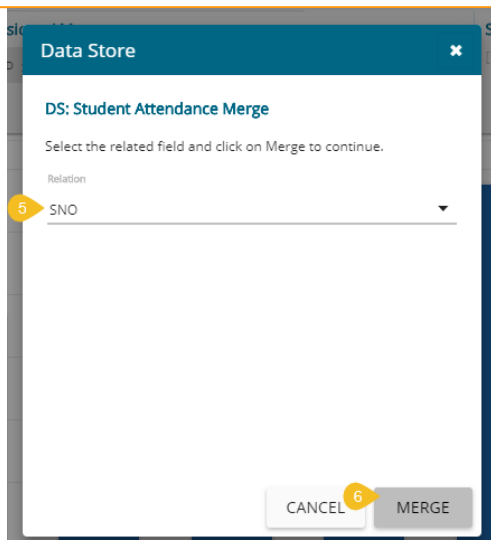 Data Store ✖
DS: Student Attendance Merge
Select the related field and click on Merge to continue.
Relation
5 SNO
CANCEL 6 MERGE